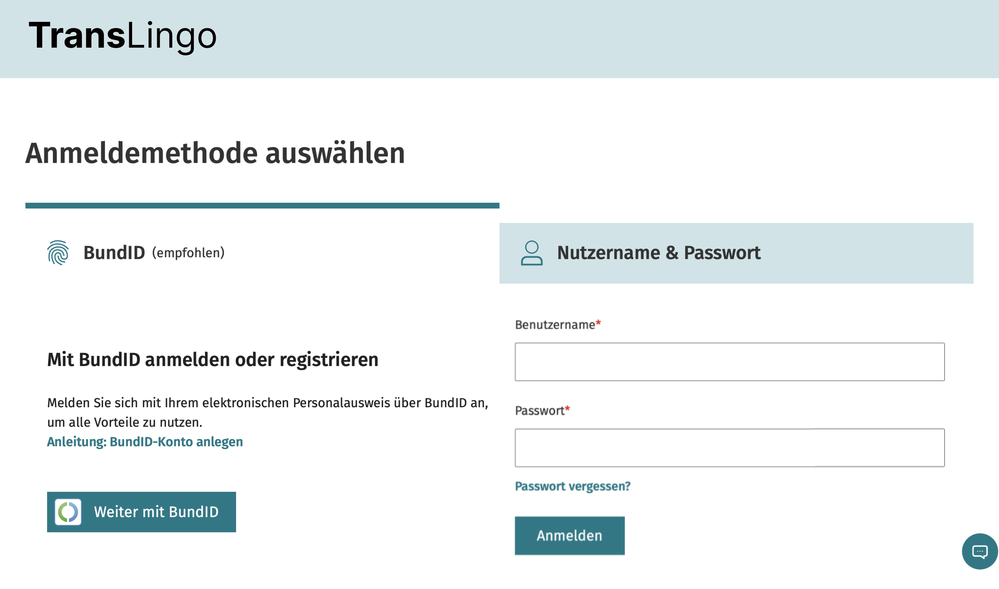 TransLingo
Anmeldemethode auswählen
BundID (empfohlen)
Nutzername & Passwort
Mit BundID anmelden oder registrieren
Melden Sie sich mit Ihrem elektronischen Personalausweis über BundID an,
um alle Vorteile zu nutzen.
Anleitung: BundID-Konto anlegen
Weiter mit BundID
Benutzername*
Passwort*
Passwort vergessen?
Anmelden